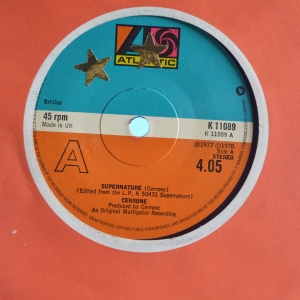 ATLANTIC
Britico
45 rpm
Made in UK
K 11089
K 11089 A
A
℗1977 ©1978
Side A
STEREO
4.05
SUPERNATURE (Cerrone)
(Edited from the L.P. K 50431 Supernature)
CERRONE
Produced by Cerrone
An Original Malligator Recording